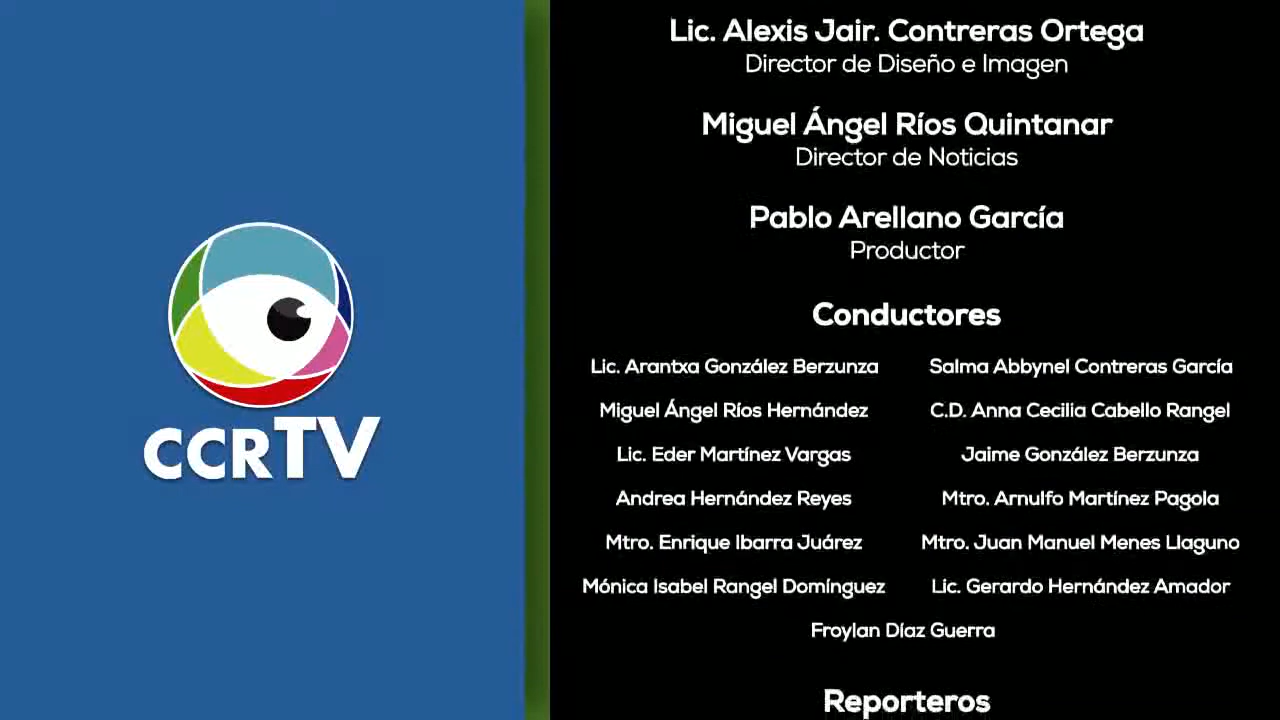 CCRTV
Lic. Alexis Jair. Contreras Ortega
Director de Diseño e Imagen
Miguel Ángel Ríos Quintanar
Director de Noticias
Pablo Arellano García
Productor
Conductores
Lic. Arantxa González Berzunza Salma Abbynel Contreras García
Miguel Ángel Ríos Hernández C.D. Anna Cecilia Cabello Rangel
Lic. Eder Martínez Vargas Jaime González Berzunza
Andrea Hernández Reyes Mtro. Arnulfo Martínez Pagola
Mtro. Enrique Ibarra Juárez Mtro. Juan Manuel Menes Llaguno
Mónica Isabel Rangel Domínguez Lic. Gerardo Hernández Amador
Froylan Díaz Guerra
Reporteros